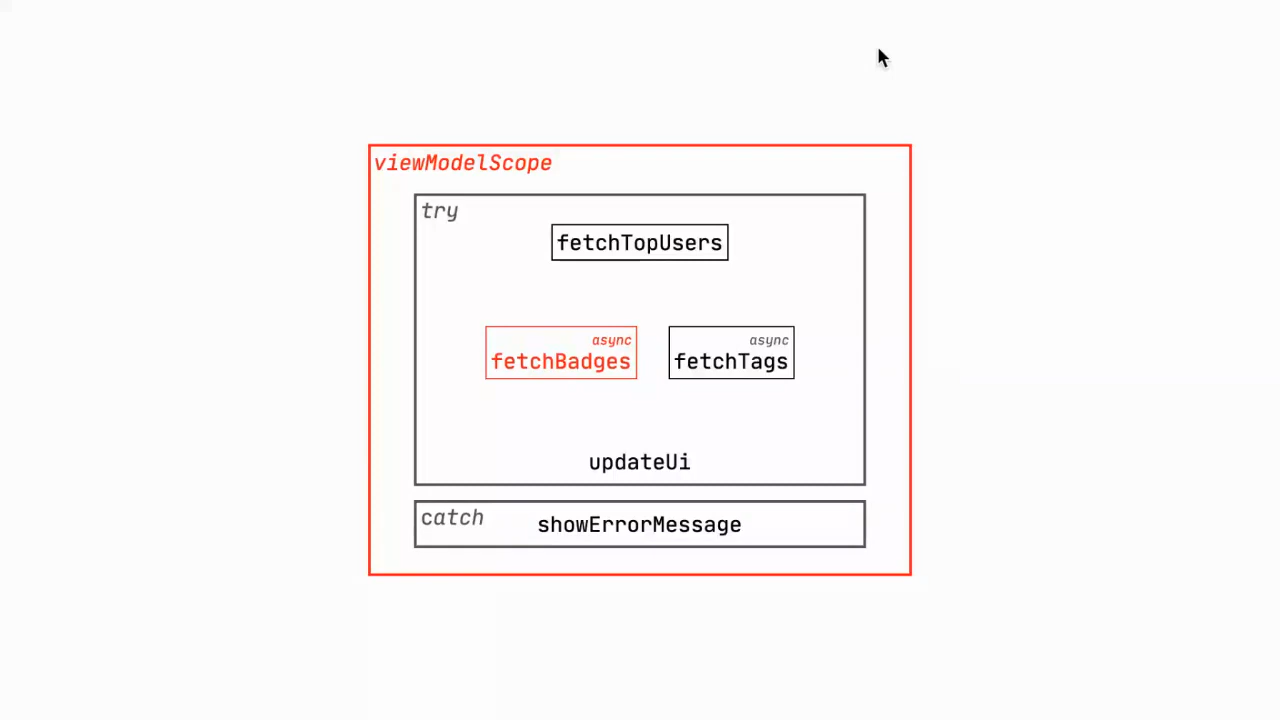 viewModelScope
try
fetchTopUsers
async
fetchBadges
async
fetchTags
updateUi
catch
showErrorMessage